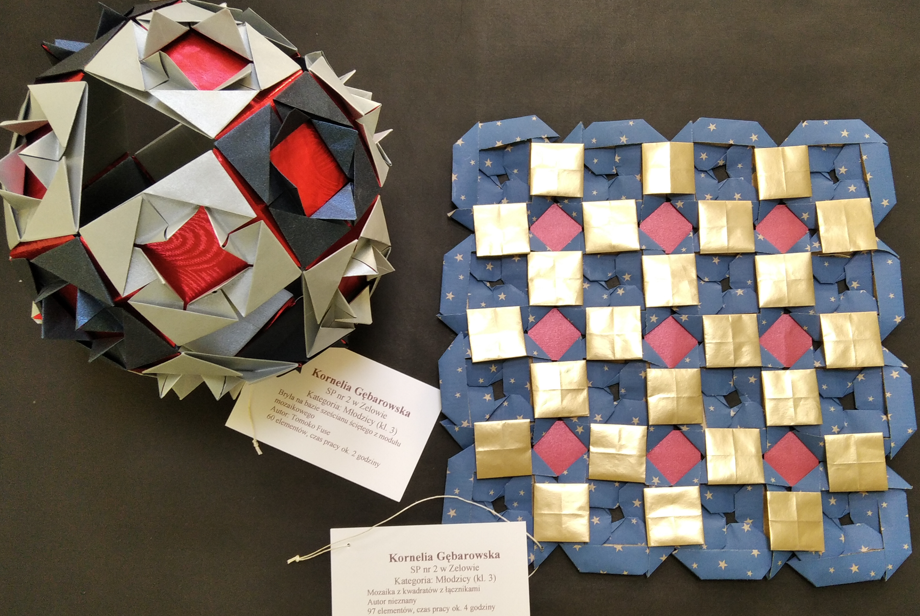 Kornelia Gębarowska
SP nr 2 w Zelowie
Kategoria: Młodzicy (kl. 3)
Bryła na bazie sześcianu ściętego z modułu
mozaikowego
Autor: Tomoko Fuse
60 elementów, czas pracy ok. 2 godziny
Kornelia Gębarowska
SP nr 2 w Zelowie
Kategoria: Młodzicy (kl. 3)
Mozaika z kwadratów z łącznikami
Autor nieznany
97 elementów, czas pracy ok. 4 godziny